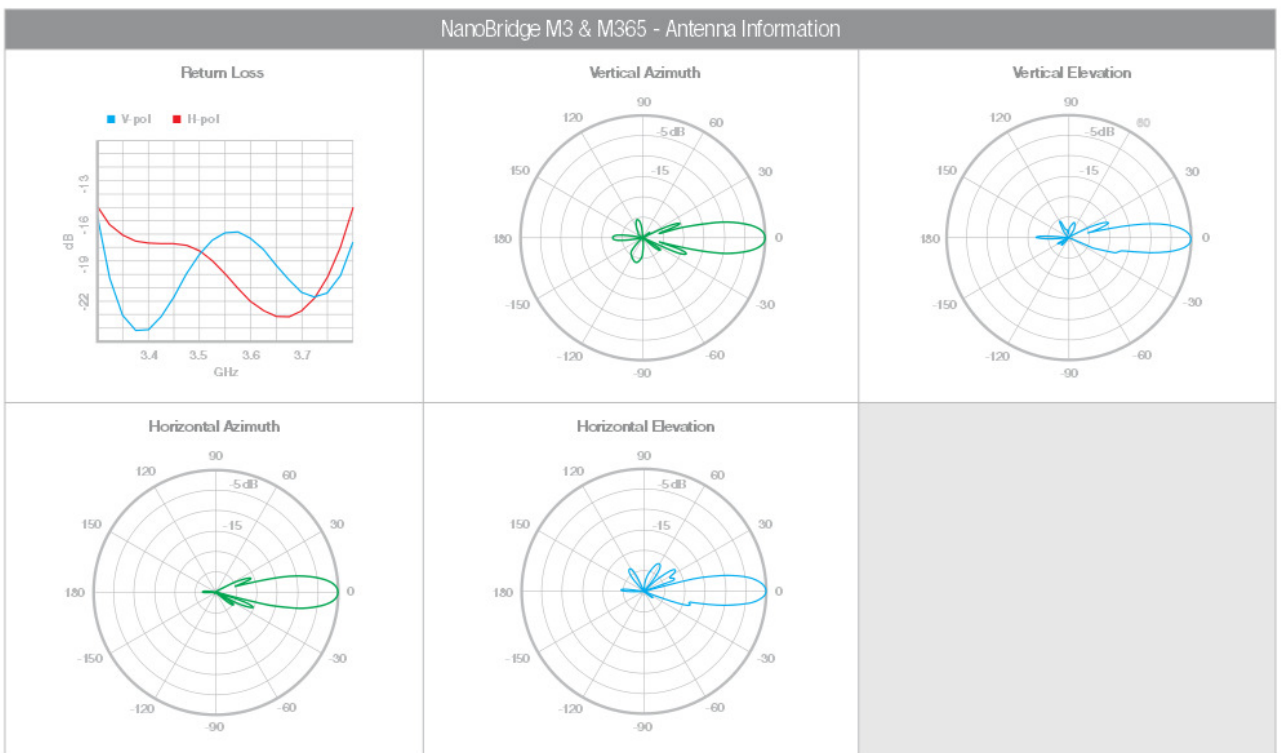 NanoBridge M3 & M365 - Antenna Information
Return Loss
V-pol H-pol
-13
-16
-19
-22
dB
3.4 3.5 3.6 3.7
GHz
Vertical Azimuth
90
120 60
-5dB
150 -15 30
180 0
-150 -30
-120 -60
-90
Vertical Elevation
90
120 60
-5dB
150 -15 30
180 0
-150 -30
-120 -60
-90
Horizontal Azimuth
90
120 60
-5dB
150 -15 30
180 0
-150 -30
-120 -60
-90
Horizontal Elevation
90
120 60
-5dB
150 -15 30
180 0
-150 -30
-120 -60
-90